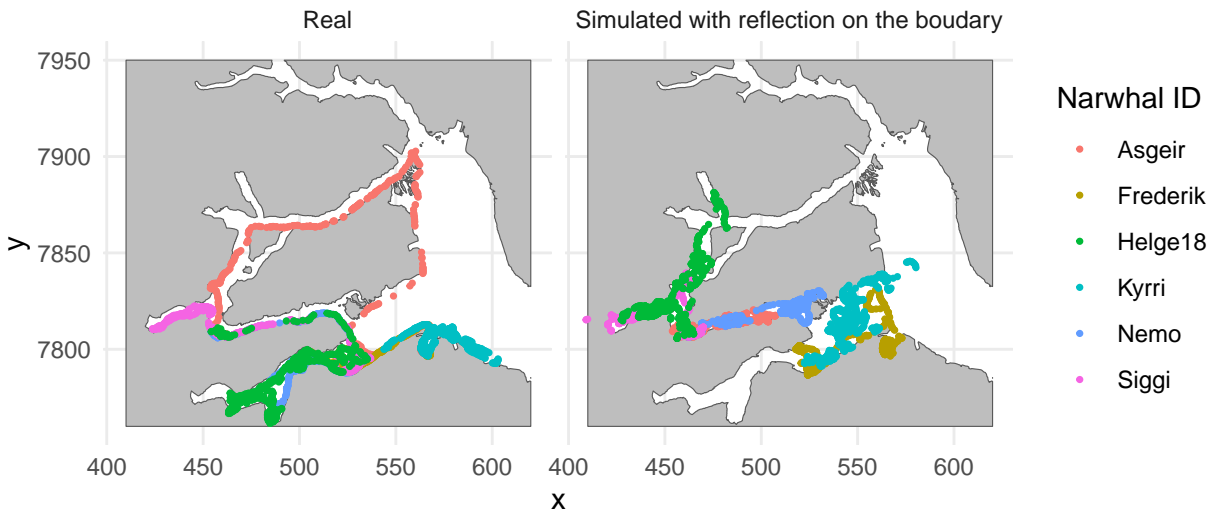 Real
Simulated with reflection on the boudary
7950
7900
7850
7800
y
400 450 500 550 600 400 450 500 550 600
x
Narwhal ID
Asgeir
Frederik
Helge18
Kyrri
Nemo
Siggi